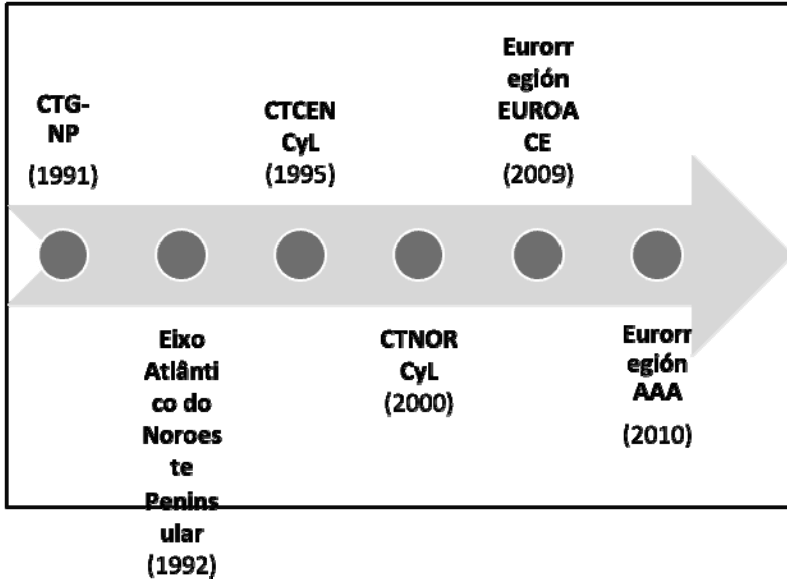 CTG-
NP
(1991)
Eixo
Atlânti
co do
Noroes
te
Penins
ular
(1992)
CTCEN
CyL
(1995)
CTNOR
CyL
(2000)
Eurorr
egión
EUROA
CE
(2009)
Eurorr
egión
AAA
(2010)